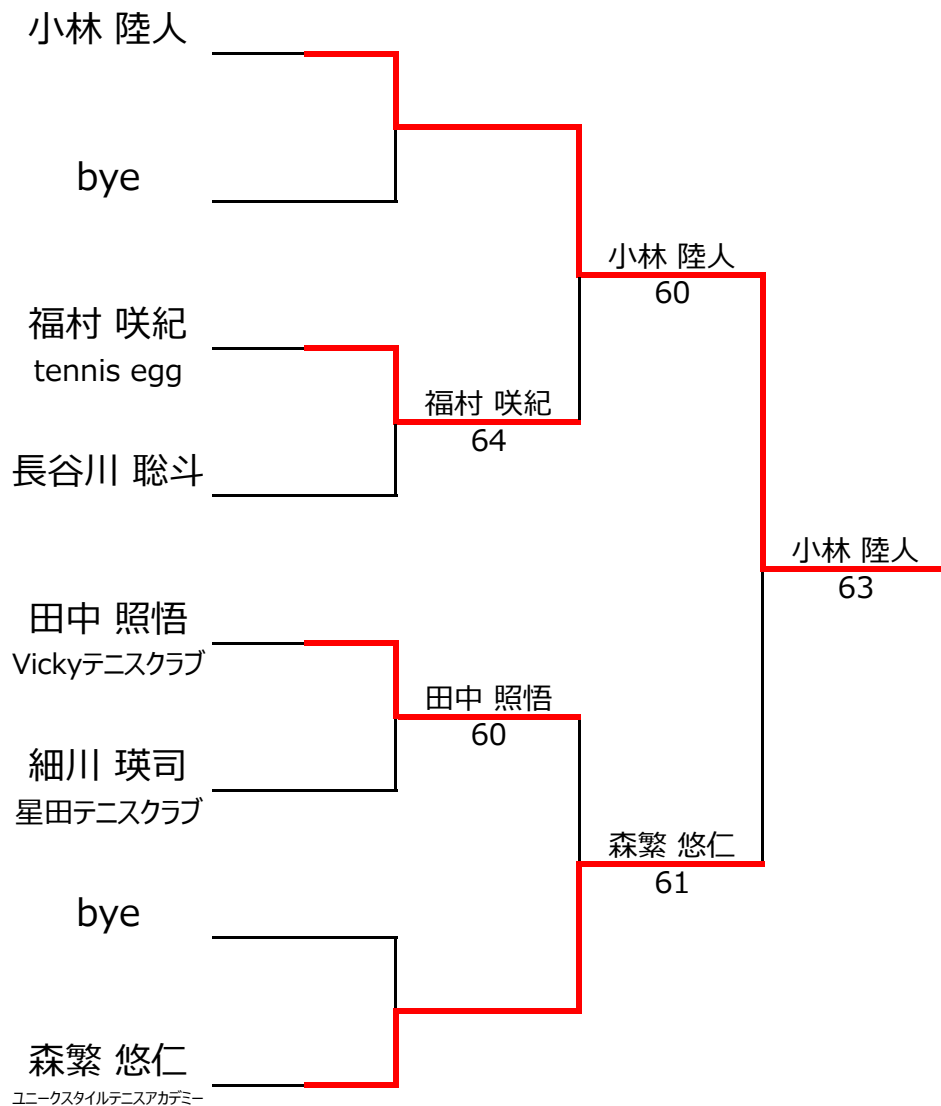 小林 陸人
bye
福村 咲紀
tennis egg
長谷川 聡斗
田中 照悟
Vickyテニスクラブ
細川 瑛司
星田テニスクラブ
bye
森繁 悠仁
ユニークスタイルテニスアカデミー
福村 咲紀
64
田中 照悟
60
小林 陸人
60
森繁 悠仁
61
小林 陸人
63